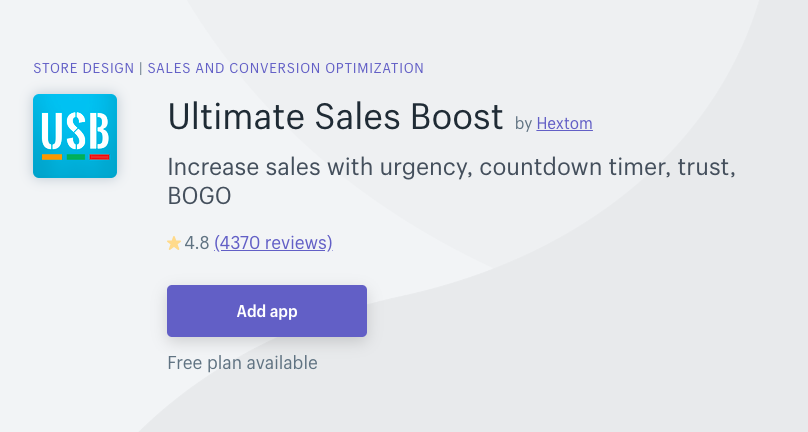 STORE DESIGN | SALES AND CONVERSION OPTIMIZATION
USB
Ultimate Sales Boost by Hextom
Increase sales with urgency, countdown timer, trust,
BOGO
4.8 (4370 reviews)
Add app
Free plan available